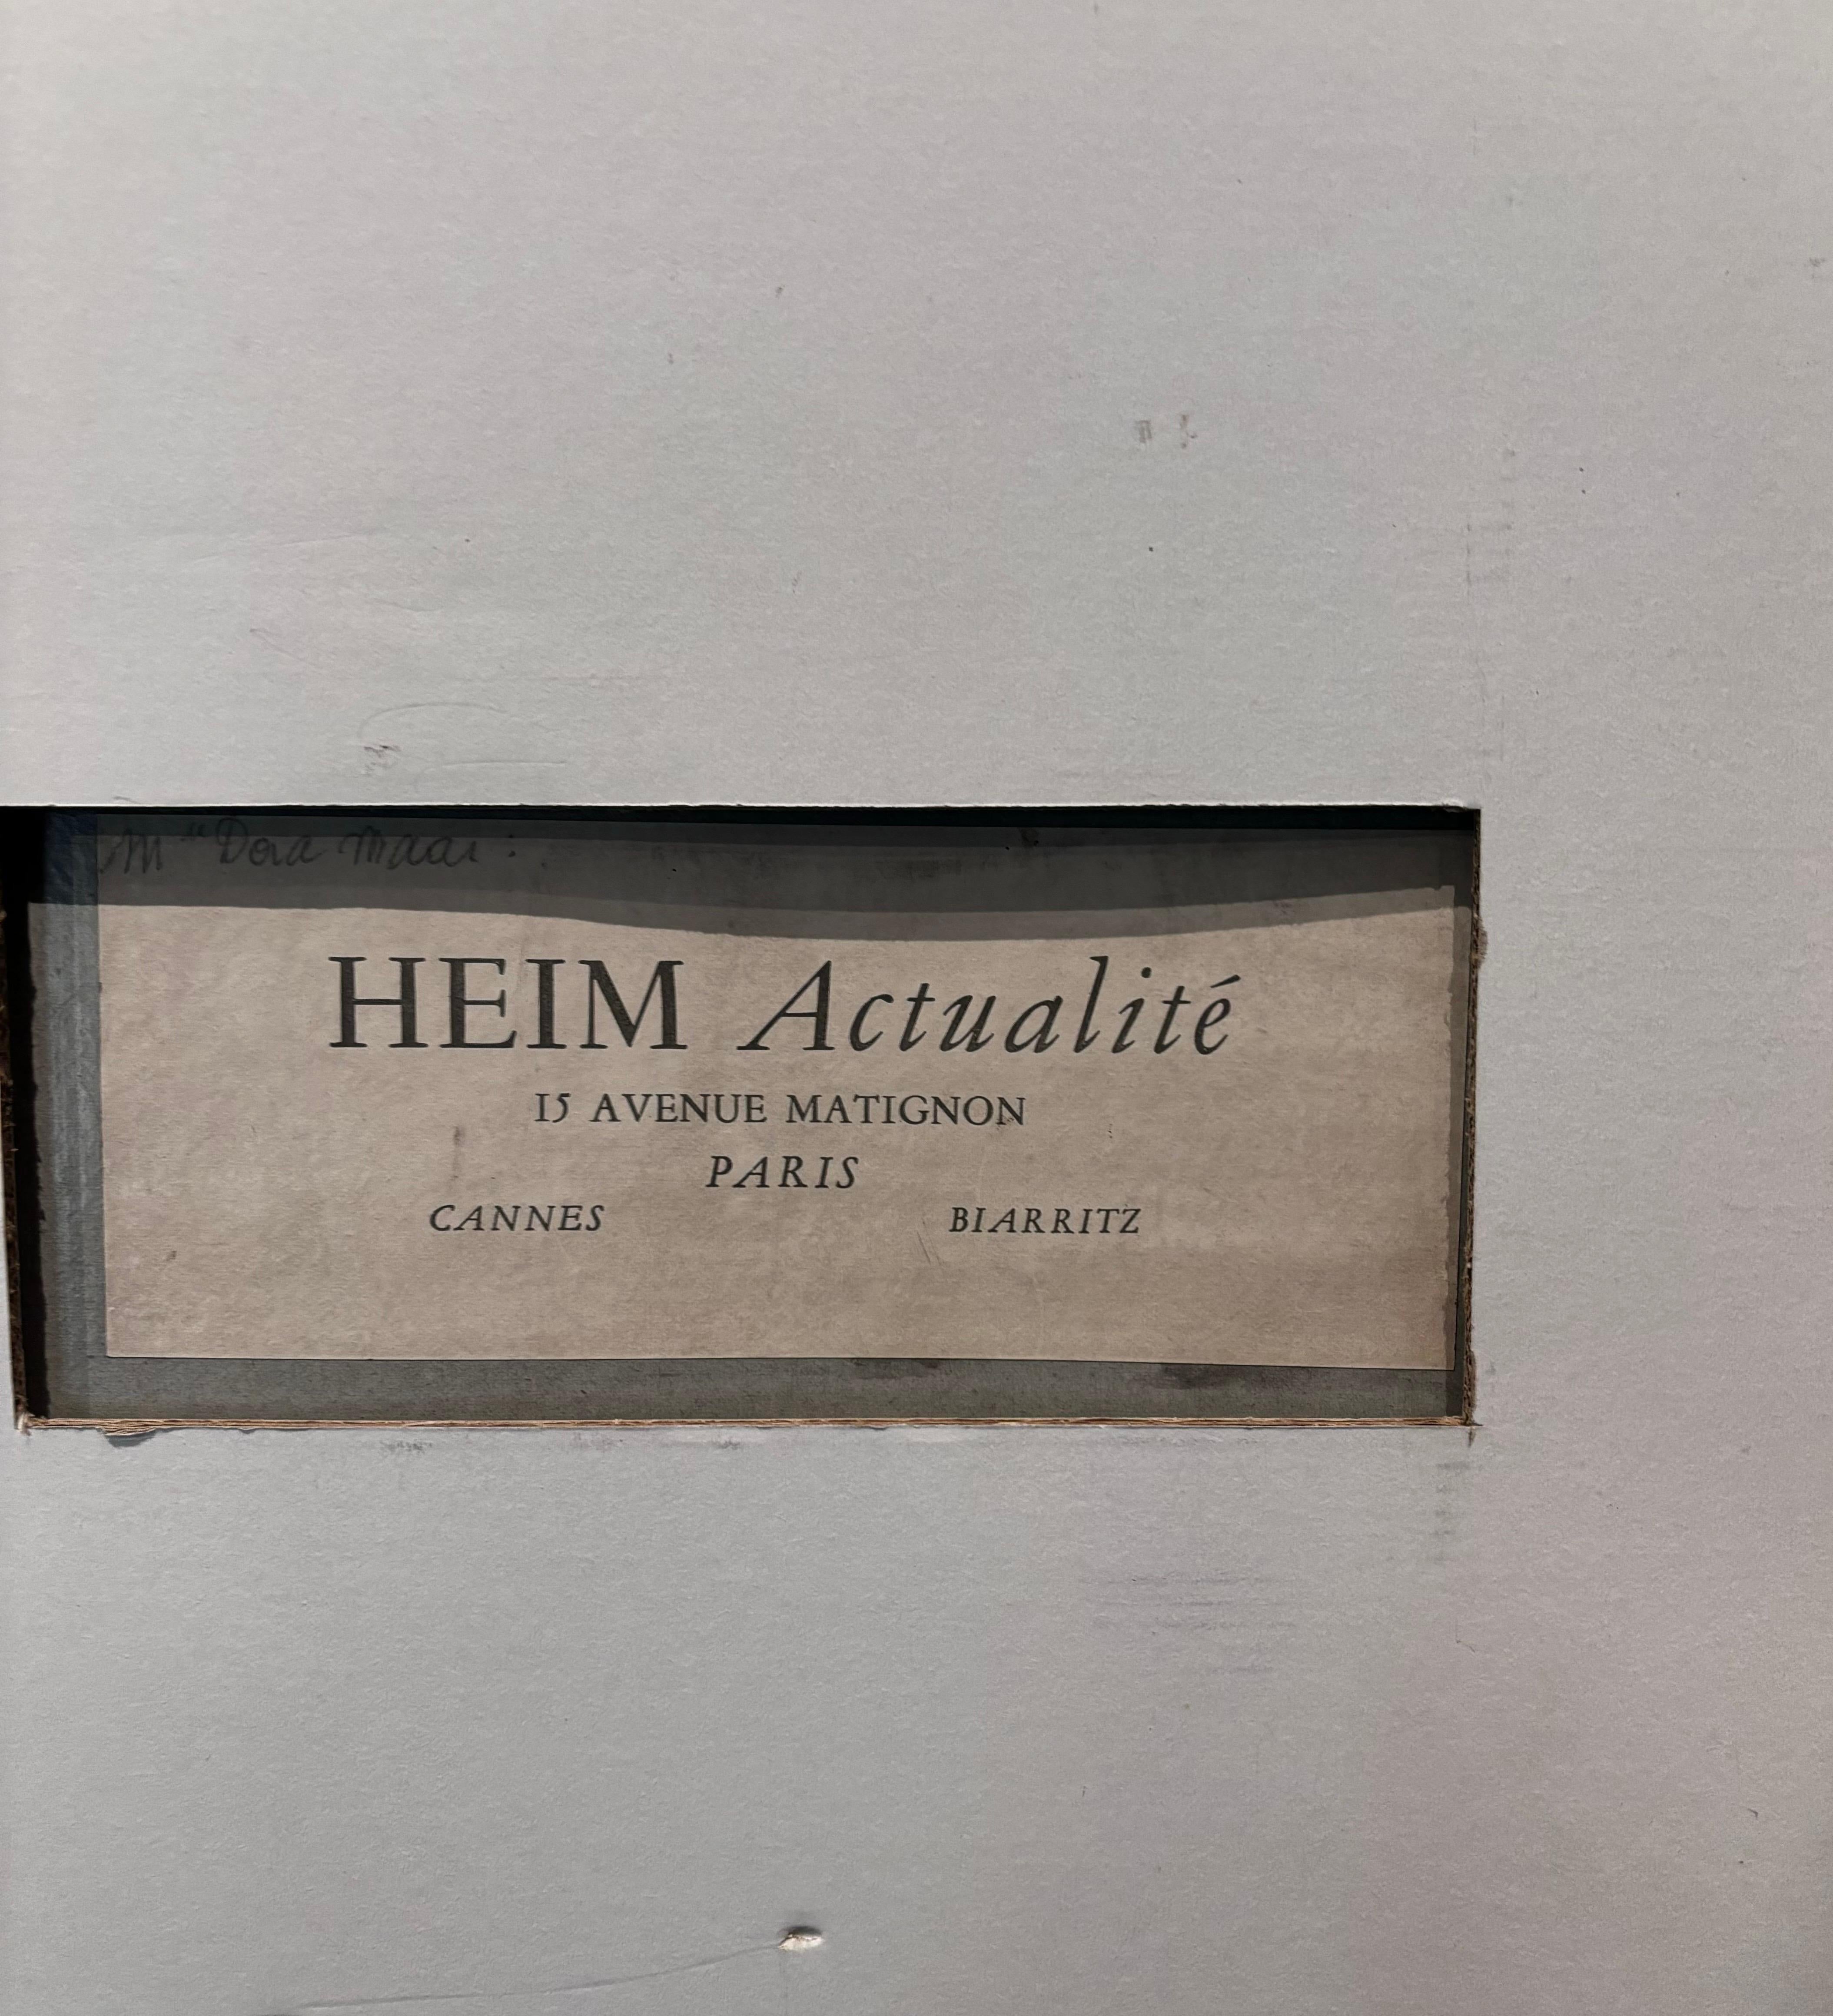 Mlle Dora Maar :
HEIM Actualité
15 AVENUE MATIGNON
PARIS
CANNES BIARRITZ